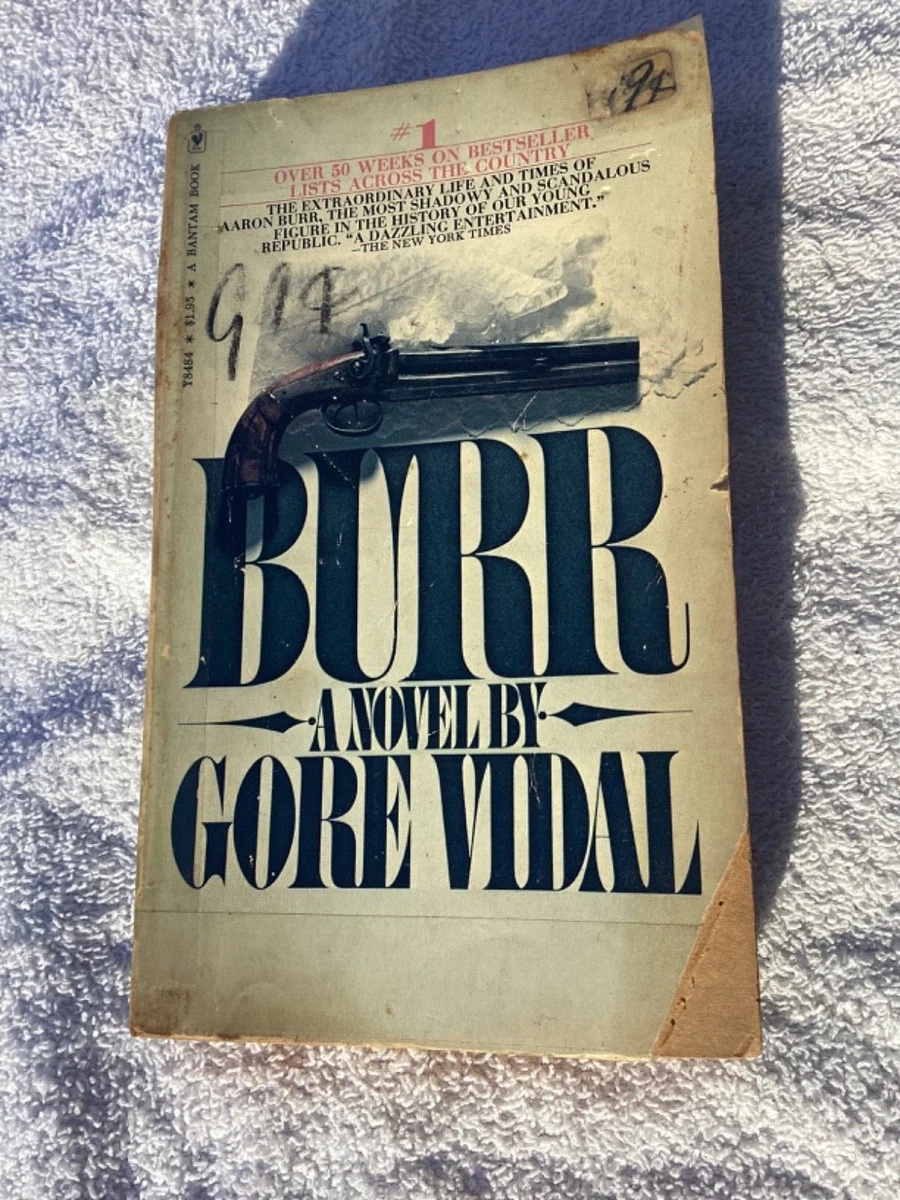 #1
OVER 50 WEEKS ON BESTSELLER
LISTS ACROSS THE COUNTRY
THE EXTRAORDINARY LIFE AND TIMES OF
AARON BURR, THE MOST SHADOWY AND SCANDALOUS
FIGURE IN THE HISTORY OF OUR YOUNG
REPUBLIC. "A DAZZLING ENTERTAINMENT."
—THE NEW YORK TIMES
Y8484 * $1.95 * A BANTAM BOOK
BURR
A NOVEL BY
GORE VIDAL